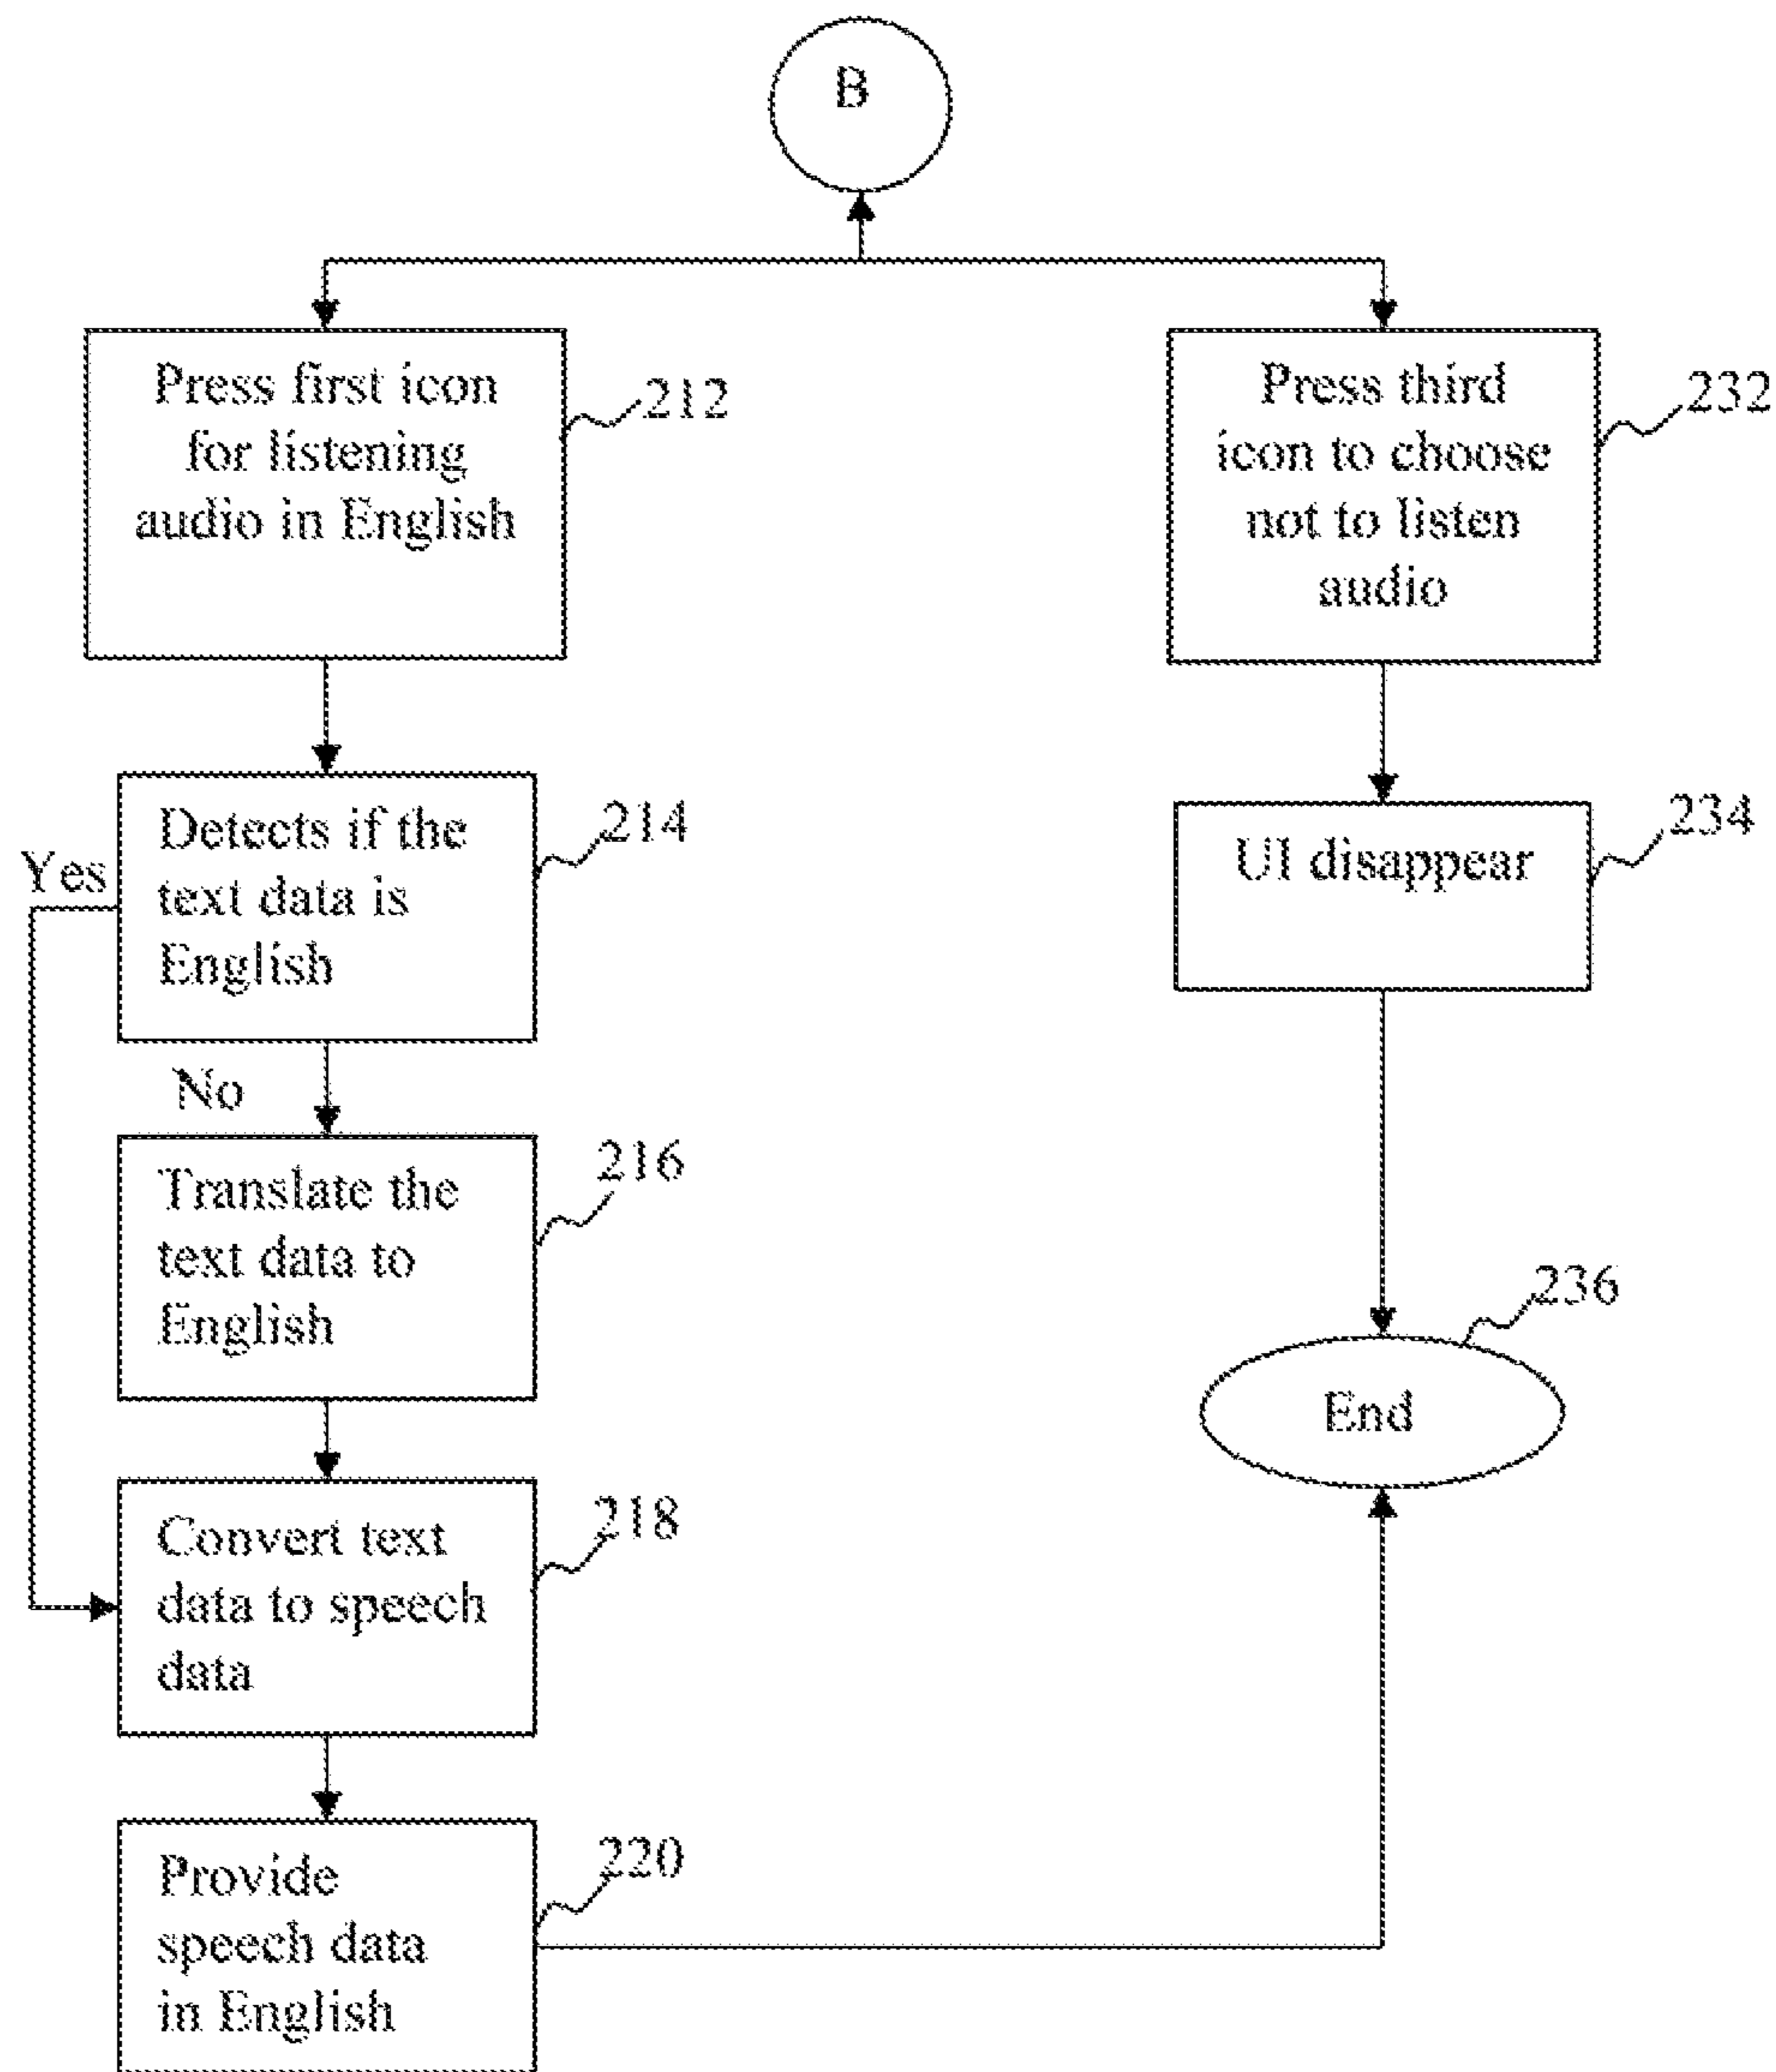 B
Press first icon
for listening
audio in English
212
Press third
icon to choose
not to listen
audio
232
Detects if the
text data is
English
214
Yes
No
UI disappear
234
Translate the
text data to
English
216
236
End
Convert text
data to speech
data
218
Provide
speech data
in English
220